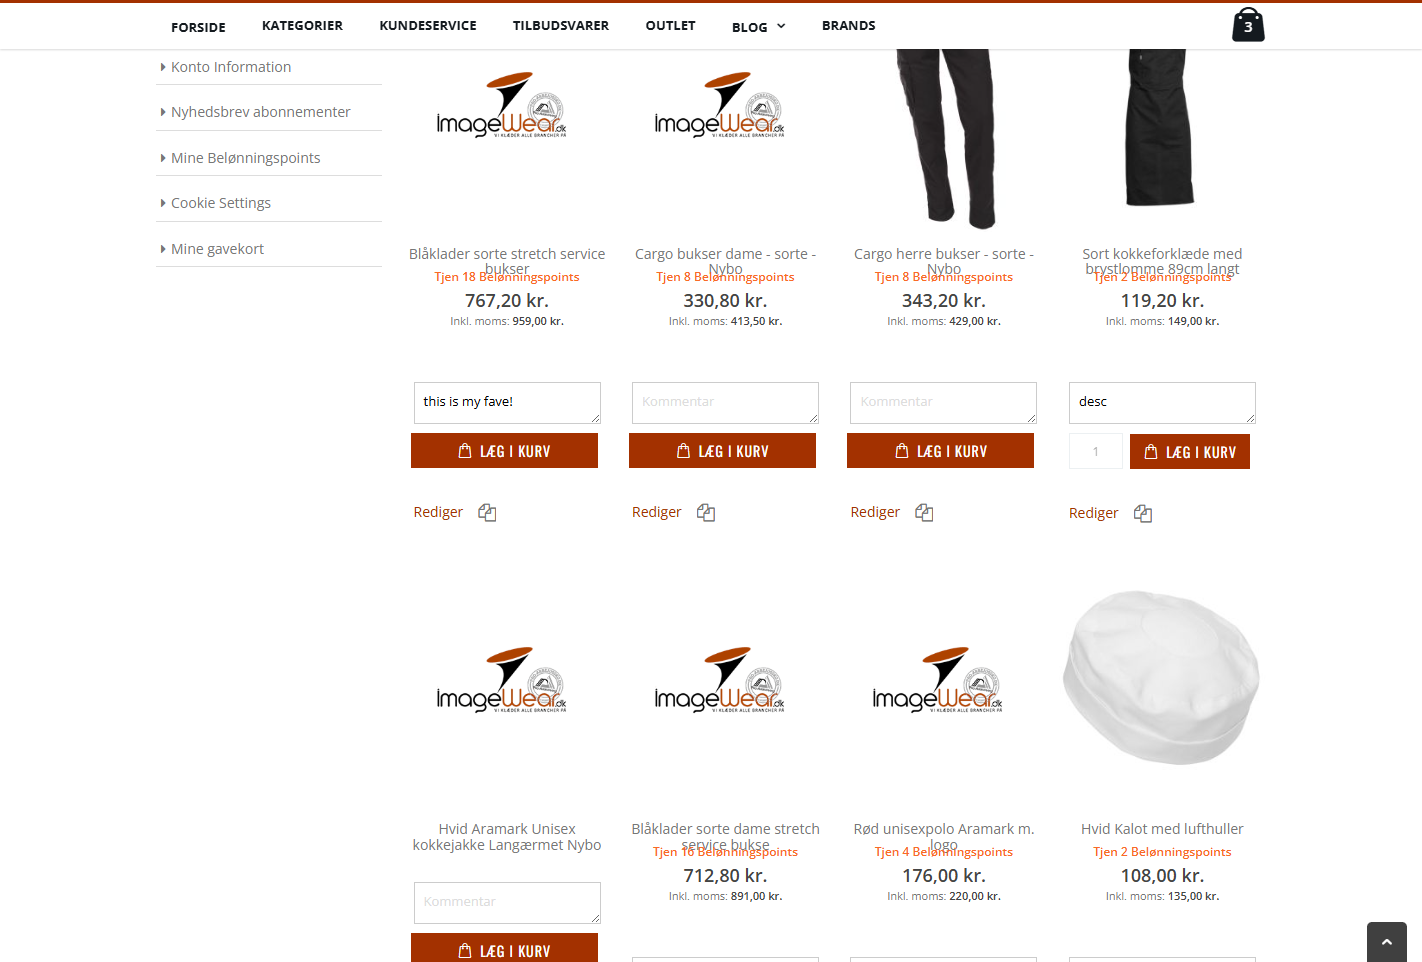 FORSIDE
KATEGORIER
KUNDESERVICE
TILBUDSVARER
OUTLET
BLOG
BRANDS
3
Konto Information
Nyhedsbrev abonnementer
Mine Belønningspoints
Cookie Settings
Mine gavekort
ImageWear.dk
VI KLÆDER ALLE BRANCHER PÅ
ImageWear.dk
VI KLÆDER ALLE BRANCHER PÅ
Blåklader sorte stretch service
bukser
Tjen 18 Belønningspoints
767,20 kr.
Inkl. moms: 959,00 kr.
this is my fave!
LÆG I KURV
Rediger
Cargo bukser dame - sorte -
Nybo
Tjen 8 Belønningspoints
330,80 kr.
Inkl. moms: 413,50 kr.
Kommentar
LÆG I KURV
Rediger
Cargo herre bukser - sorte -
Nybo
Tjen 8 Belønningspoints
343,20 kr.
Inkl. moms: 429,00 kr.
Kommentar
LÆG I KURV
Rediger
Sort kokkeforklæde med
brystlomme 89cm langt
Tjen 2 Belønningspoints
119,20 kr.
Inkl. moms: 149,00 kr.
desc
1
LÆG I KURV
Rediger
ImageWear.dk
VI KLÆDER ALLE BRANCHER PÅ
ImageWear.dk
VI KLÆDER ALLE BRANCHER PÅ
ImageWear.dk
VI KLÆDER ALLE BRANCHER PÅ
Hvid Aramark Unisex
kokkejakke Langærmet Nybo
Kommentar
LÆG I KURV
Blåklader sorte dame stretch
service bukse
Tjen 16 Belønningspoints
712,80 kr.
Inkl. moms: 891,00 kr.
Rød unisexpolo Aramark m.
logo
Tjen 4 Belønningspoints
176,00 kr.
Inkl. moms: 220,00 kr.
Hvid Kalot med lufthuller
Tjen 2 Belønningspoints
108,00 kr.
Inkl. moms: 135,00 kr.